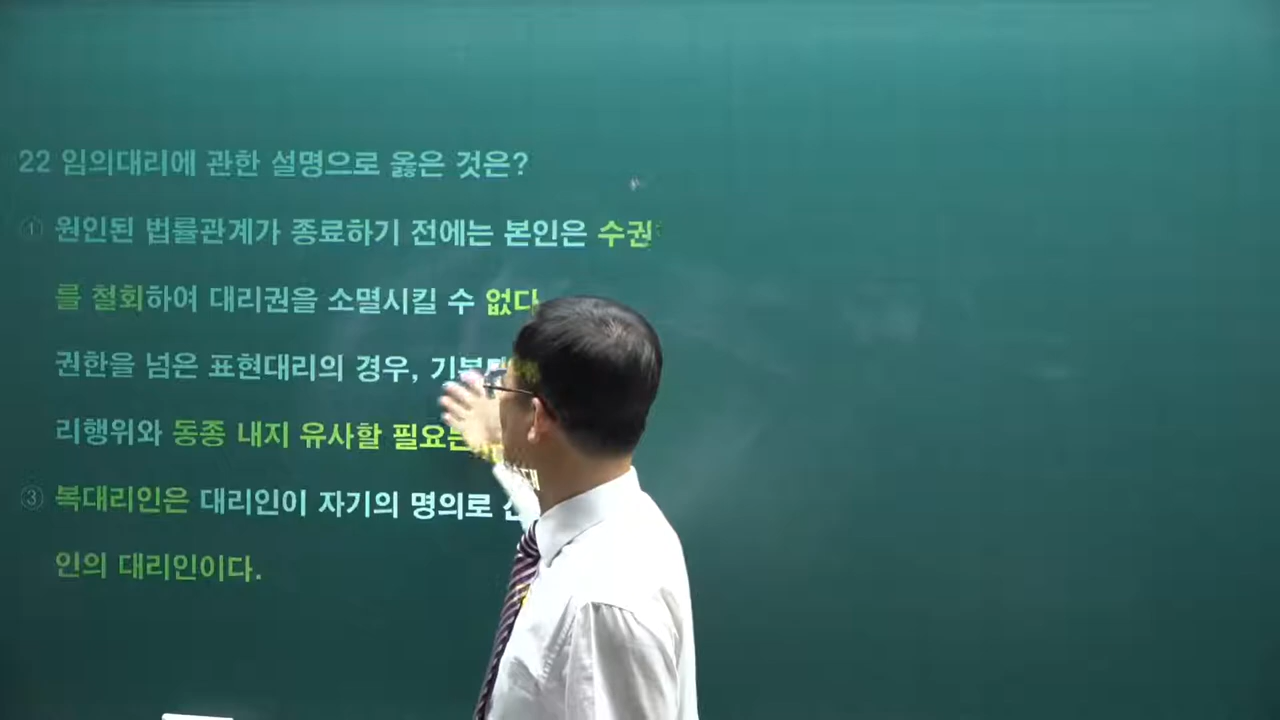 22 임의대리에 관한 설명으로 옳은 것은?
① 원인된 법률관계가 종료하기 전에는 본인은 수권
를 철회하여 대리권을 소멸시킬 수 없다
권한을 넘은 표현대리의 경우,
리행위와 동종 내지 유사할 필요는
③ 복대리인은 대리인이 자기의 명의로
인의 대리인이다.